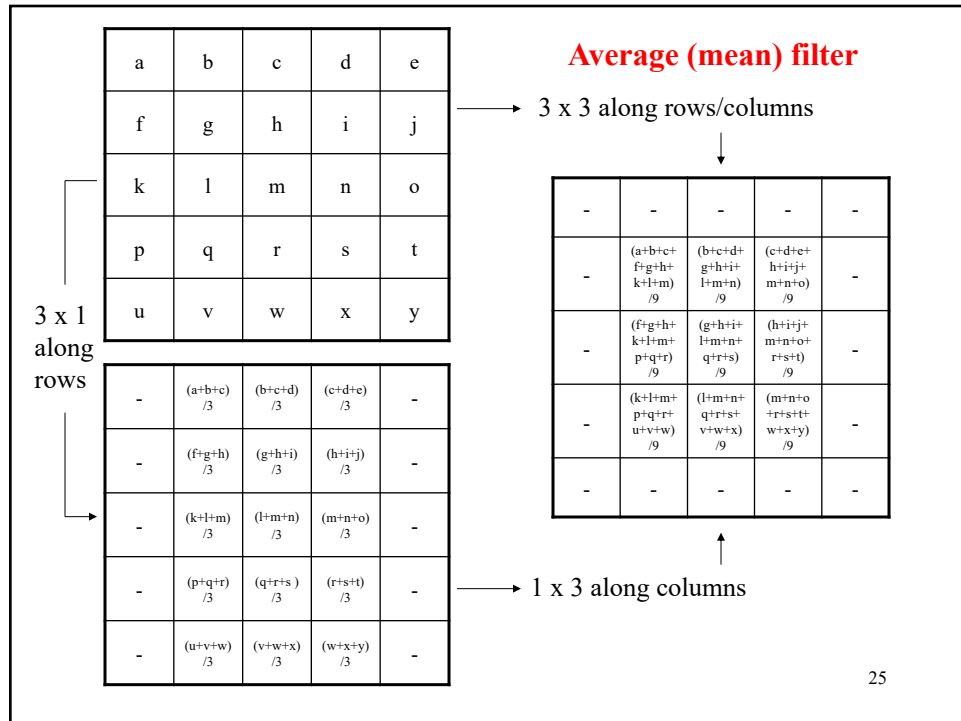 Average (mean) filter
a b c d e
f g h i j
k l m n o
p q r s t
u v w x y
3 x 3 along rows/columns
3 x 1
along
rows
- (a+b+c) (b+c+d) (c+d+e) -
/3 /3 /3
- (f+g+h) (g+h+i) (h+i+j) -
/3 /3 /3
- (k+l+m) (l+m+n) (m+n+o) -
/3 /3 /3
- (p+q+r) (q+r+s ) (r+s+t) -
/3 /3 /3
- (u+v+w) (v+w+x) (w+x+y) -
/3 /3 /3
1 x 3 along columns
- - - - -
(a+b+c+ (b+c+d+ (c+d+e+
f+g+h+ g+h+i+ h+i+j+
- k+l+m) l+m+n) m+n+o) -
/9 /9 /9
(f+g+h+ (g+h+i+ (h+i+j+
k+l+m+ l+m+n+ m+n+o+
- p+q+r) q+r+s) r+s+t) -
/9 /9 /9
(k+l+m+ (l+m+n+ (m+n+o
p+q+r+ q+r+s+ +r+s+t+
- u+v+w) v+w+x) w+x+y) -
/9 /9 /9
- - - - -
25